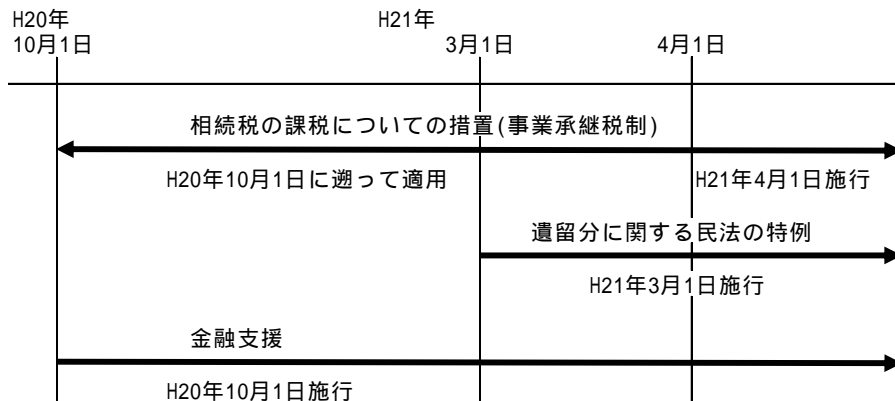 H20年 H21年
10月1日 3月1日 4月1日
相続税の課税についての措置(事業承継税制)
H20年10月1日に遡って適用 H21年4月1日施行
遺留分に関する民法の特例
H21年3月1日施行
金融支援
H20年10月1日施行